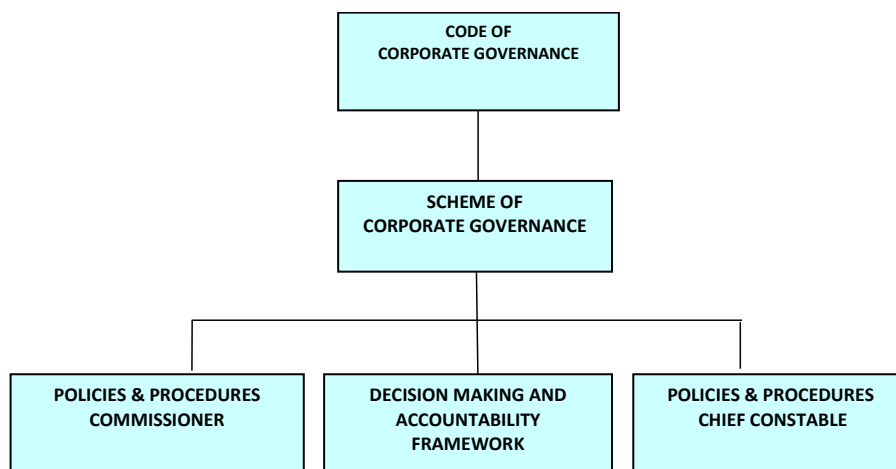 CODE OF
CORPORATE GOVERNANCE
SCHEME OF
CORPORATE GOVERNANCE
POLICIES & PROCEDURES
COMMISSIONER
DECISION MAKING AND
ACCOUNTABILITY
FRAMEWORK
POLICIES & PROCEDURES
CHIEF CONSTABLE